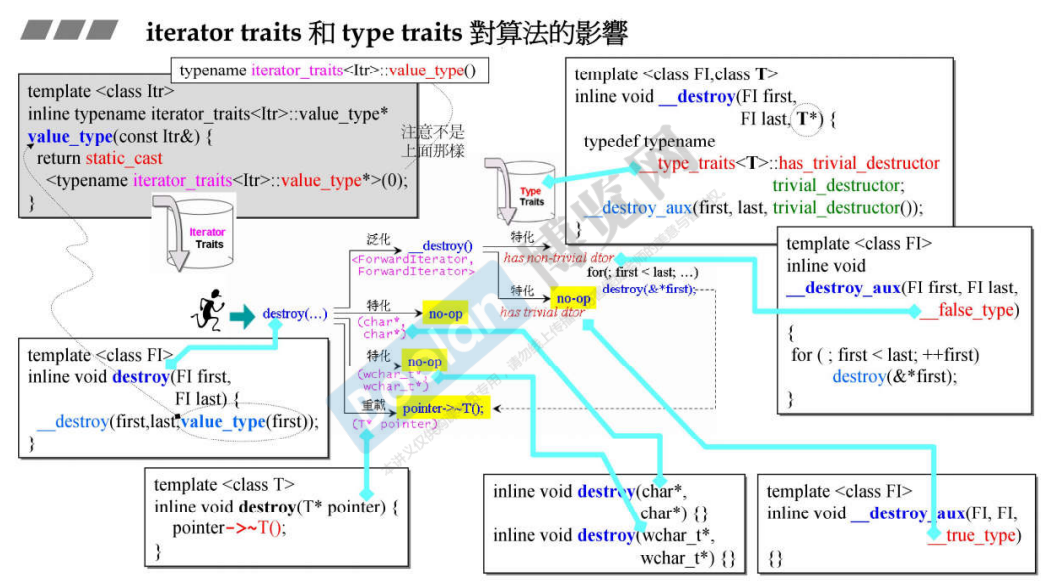 iterator traits 和 type traits 對算法的影響
typename iterator_traits<Itr>::value_type()
template <class Itr>
inline typename iterator_traits<Itr>::value_type*
value_type(const Itr&) {
return static_cast
<typename iterator_traits<Itr>::value_type*>(0);
}
注意不是
上面那樣
Iterator
Traits
Type
Traits
template <class FI,class T>
inline void __destroy(FI first,
FI last, T*) {
typedef typename
__type_traits<T>::has_trivial_destructor
trivial_destructor;
__destroy_aux(first, last, trivial_destructor());
}
destroy(…)
泛化
<ForwardIterator,
ForwardIterator>
__destroy()
特化
has non-trivial dtor
for(; first < last; …)
destroy(&*first);
特化
has trivial dtor
no-op
特化
(char*,
char*)
no-op
特化
(wchar_t*,
wchar_t*)
no-op
重載
(T* pointer)
pointer->~T();
template <class FI>
inline void
__destroy_aux(FI first, FI last,
__false_type)
{
for ( ; first < last; ++first)
destroy(&*first);
}
template <class FI>
inline void destroy(FI first,
FI last) {
__destroy(first,last,value_type(first));
}
template <class T>
inline void destroy(T* pointer) {
pointer->~T();
}
inline void destroy(char*,
char*) {}
inline void destroy(wchar_t*,
wchar_t*) {}
template <class FI>
inline void __destroy_aux(FI, FI,
__true_type)
{}
博览网